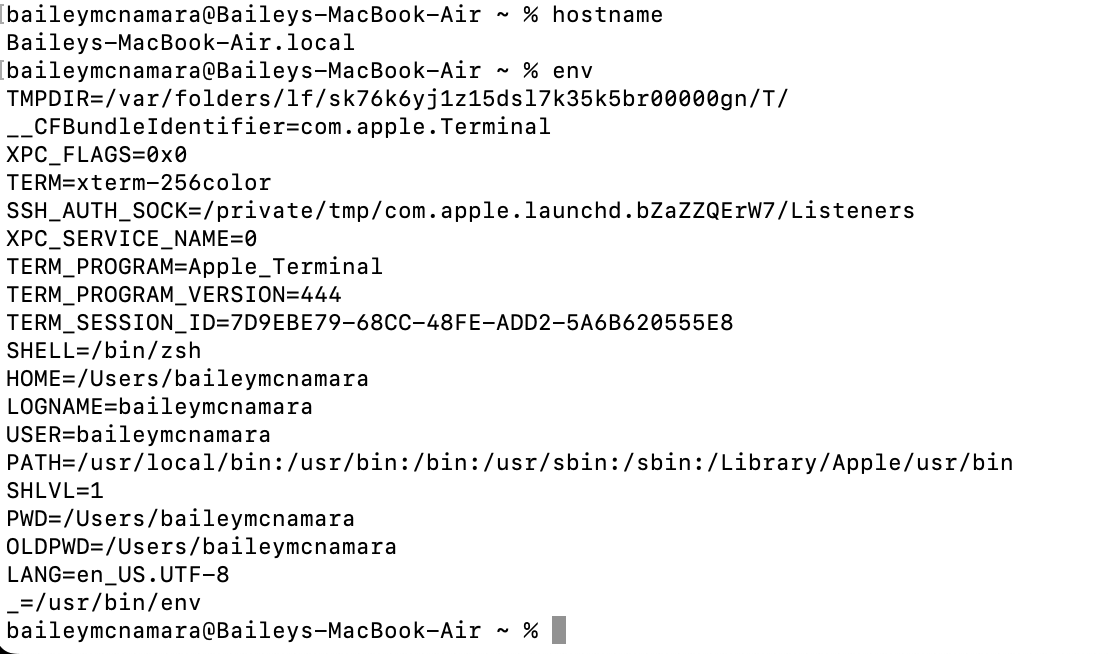 [baileymcnamara@Baileys-MacBook-Air ~ % hostname
Baileys-MacBook-Air.local
[baileymcnamara@Baileys-MacBook-Air ~ % env
TMPDIR=/var/folders/lf/sk76k6yj1z15dsl7k35k5br00000gn/T/
__CFBundleIdentifier=com.apple.Terminal
XPC_FLAGS=0x0
TERM=xterm-256color
SSH_AUTH_SOCK=/private/tmp/com.apple.launchd.bZaZZQErW7/Listeners
XPC_SERVICE_NAME=0
TERM_PROGRAM=Apple_Terminal
TERM_PROGRAM_VERSION=444
TERM_SESSION_ID=7D9EBE79-68CC-48FE-ADD2-5A6B620555E8
SHELL=/bin/zsh
HOME=/Users/baileymcnamara
LOGNAME=baileymcnamara
USER=baileymcnamara
PATH=/usr/local/bin:/usr/bin:/bin:/usr/sbin:/sbin:/Library/Apple/usr/bin
SHLVL=1
PWD=/Users/baileymcnamara
OLDPWD=/Users/baileymcnamara
LANG=en_US.UTF-8
_=/usr/bin/env
baileymcnamara@Baileys-MacBook-Air ~ %